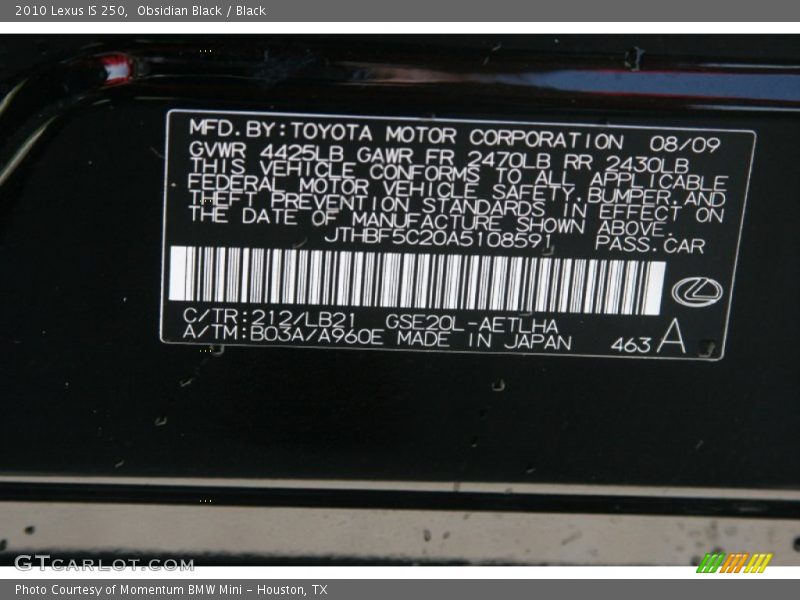 2010 Lexus IS 250,  Obsidian Black / Black
MFD. BY: TOYOTA MOTOR CORPORATION 08/09
GVWR 4425LB GAWR FR 2470LB RR 2430LB
THIS VEHICLE CONFORMS TO ALL APPLICABLE
FEDERAL MOTOR VEHICLE SAFETY, BUMPER, AND
THEFT PREVENTION STANDARDS IN EFFECT ON
THE DATE OF MANUFACTURE SHOWN ABOVE.
JTHBF5C20A5108591 PASS. CAR
C/TR: 212/LB21 GSE20L-AETLHA
A/TM: B03A/A960E MADE IN JAPAN 463 A
GTCARLOT.COM
Photo Courtesy of Momentum BMW Mini - Houston, TX